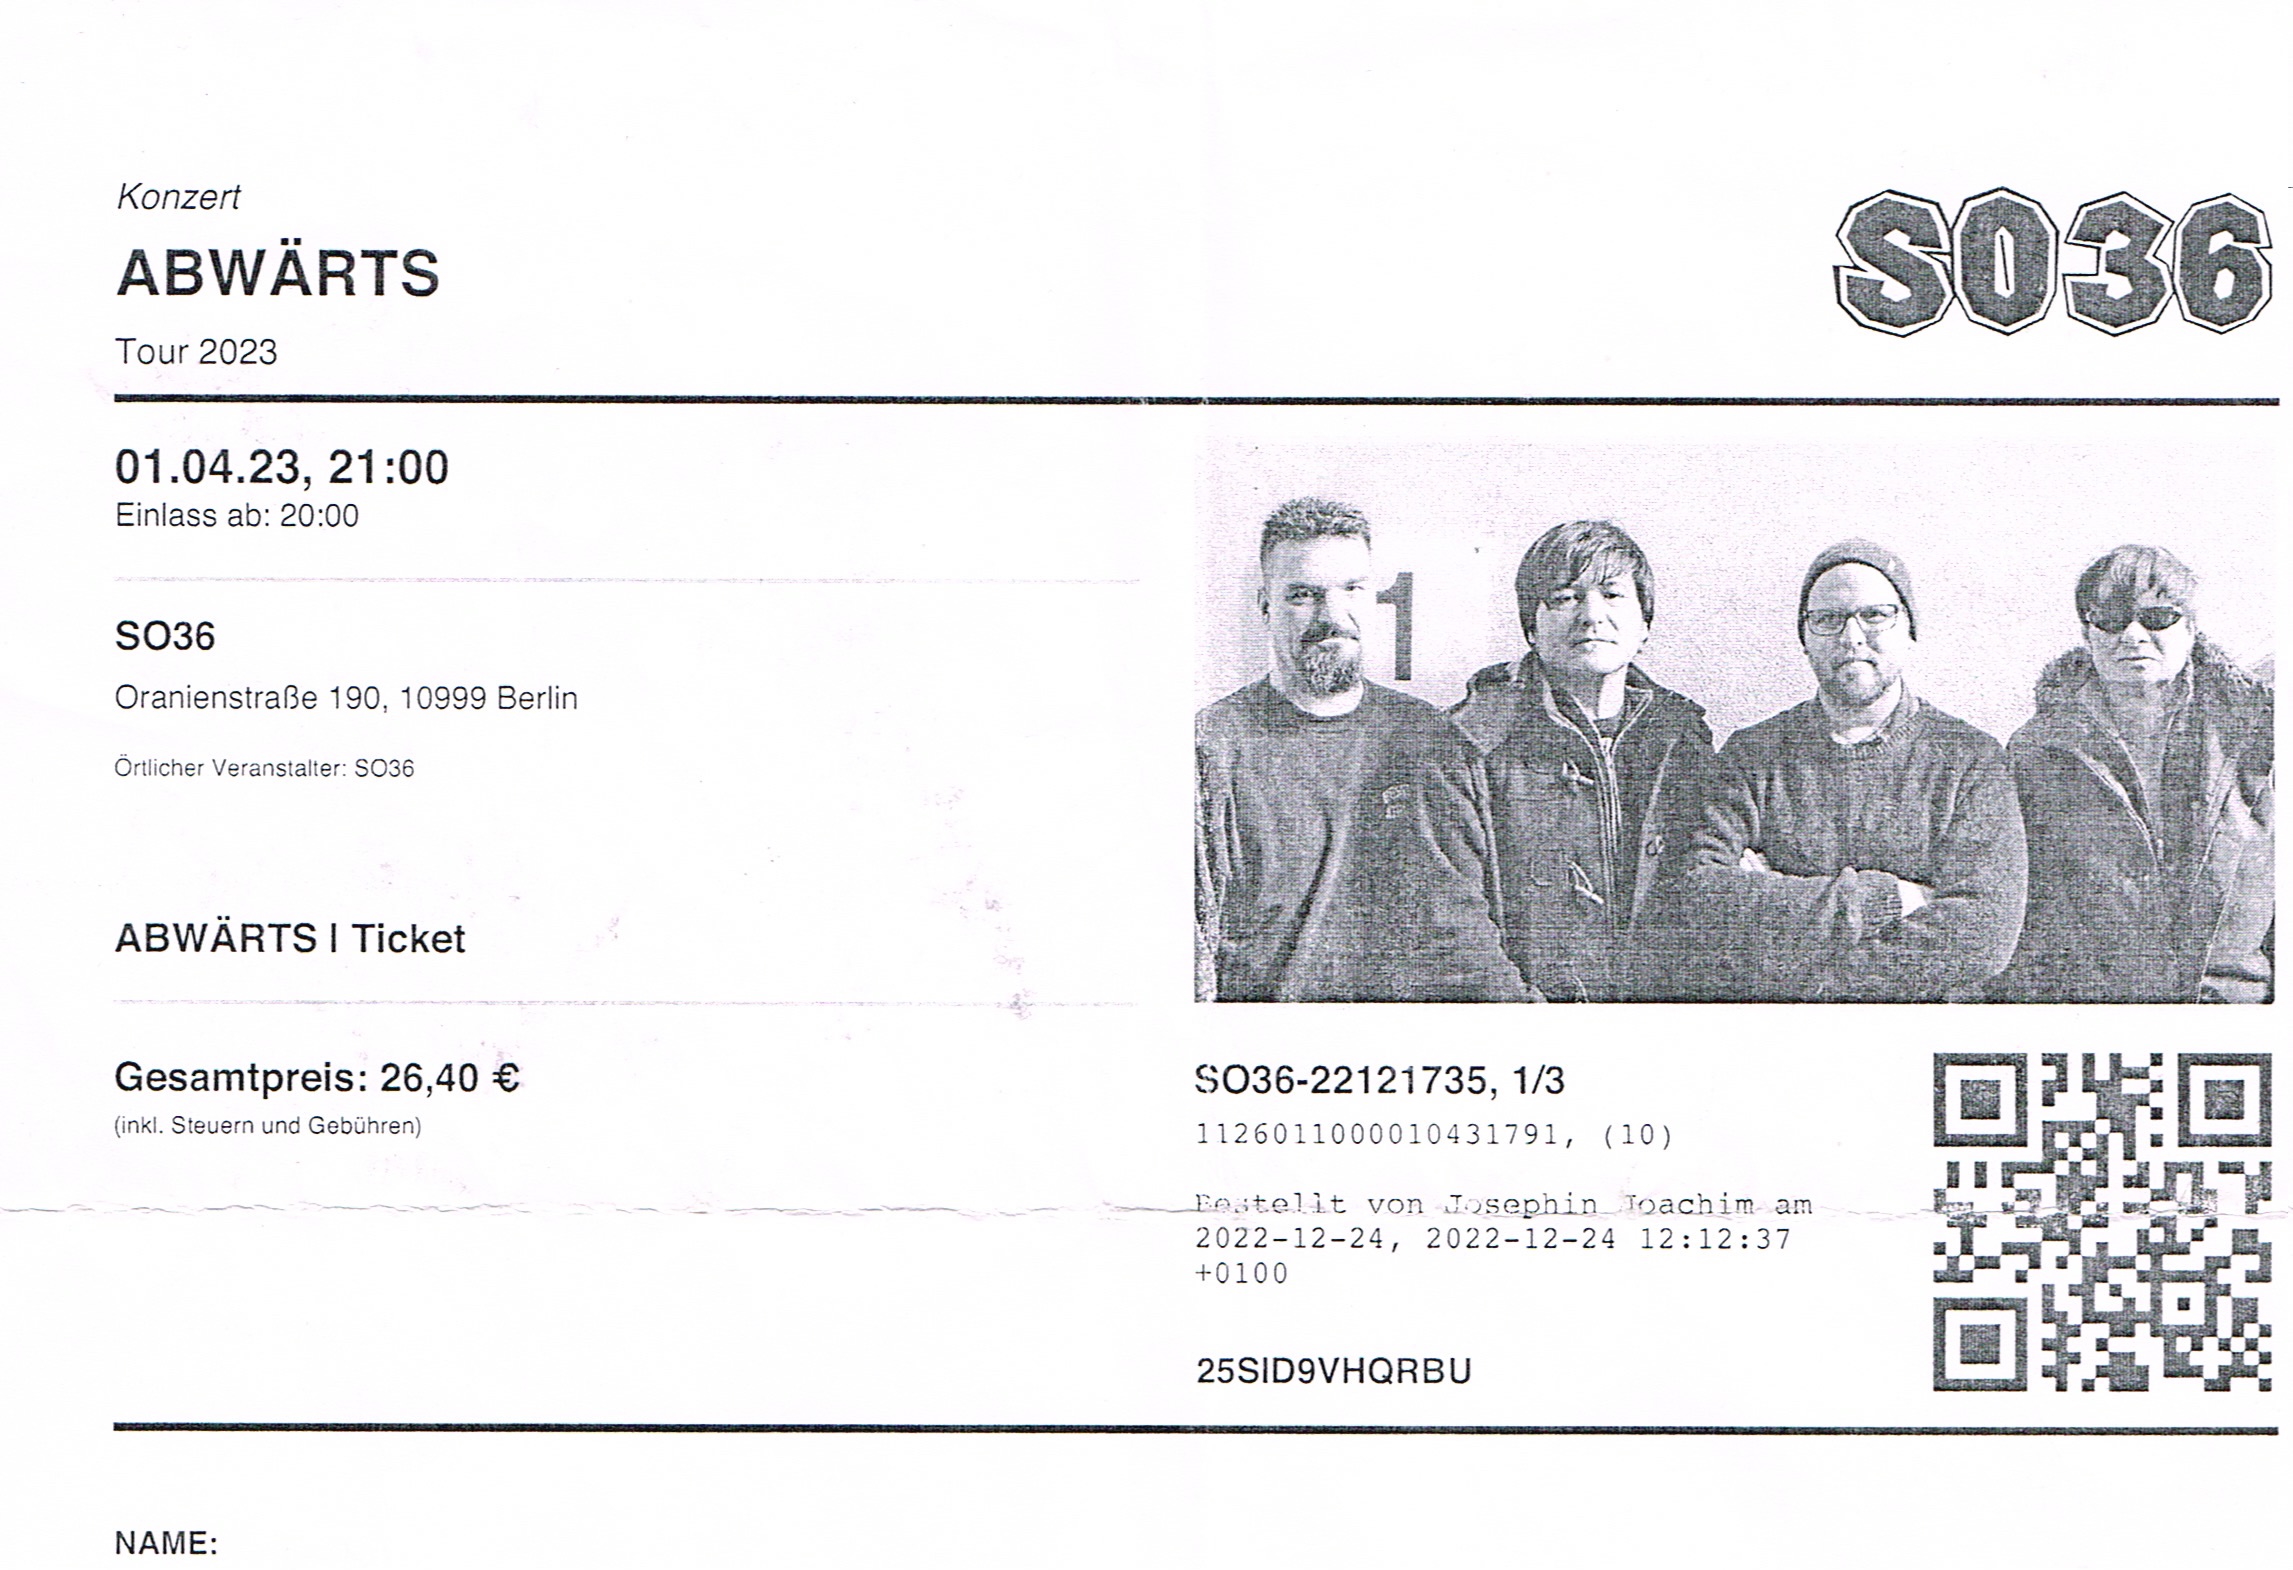 Konzert
ABWÄRTS
Tour 2023
SO36
01.04.23, 21:00
Einlass ab: 20:00
SO36
Oranienstraße 190, 10999 Berlin
Örtlicher Veranstalter: SO36
1
ABWÄRTS | Ticket
Gesamtpreis: 26,40 €
(inkl. Steuern und Gebühren)
SO36-22121735, 1/3
1126011000010431791, (10)
Bestellt von Josephin Joachim am
2022-12-24, 2022-12-24 12:12:37
+0100
25SID9VHQRBU
NAME: